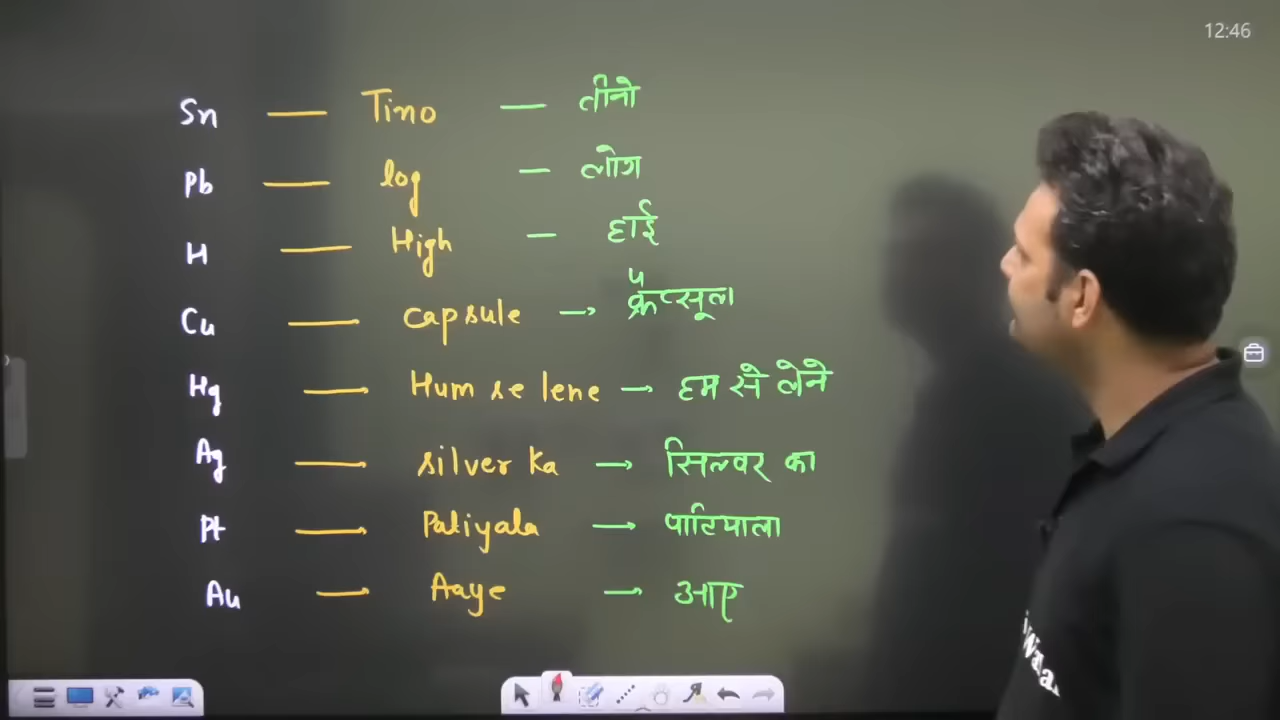 12:46
Sn — Tino — तीनो
Pb — log — लोग
H — High — हाई
Cu — capsule → कैप्सूल
Hg — Hum se lene → हम से लेने
Ag — silver ka → सिल्वर का
Pt — Patiyala → पाटियाला
Au — Aaye → आए